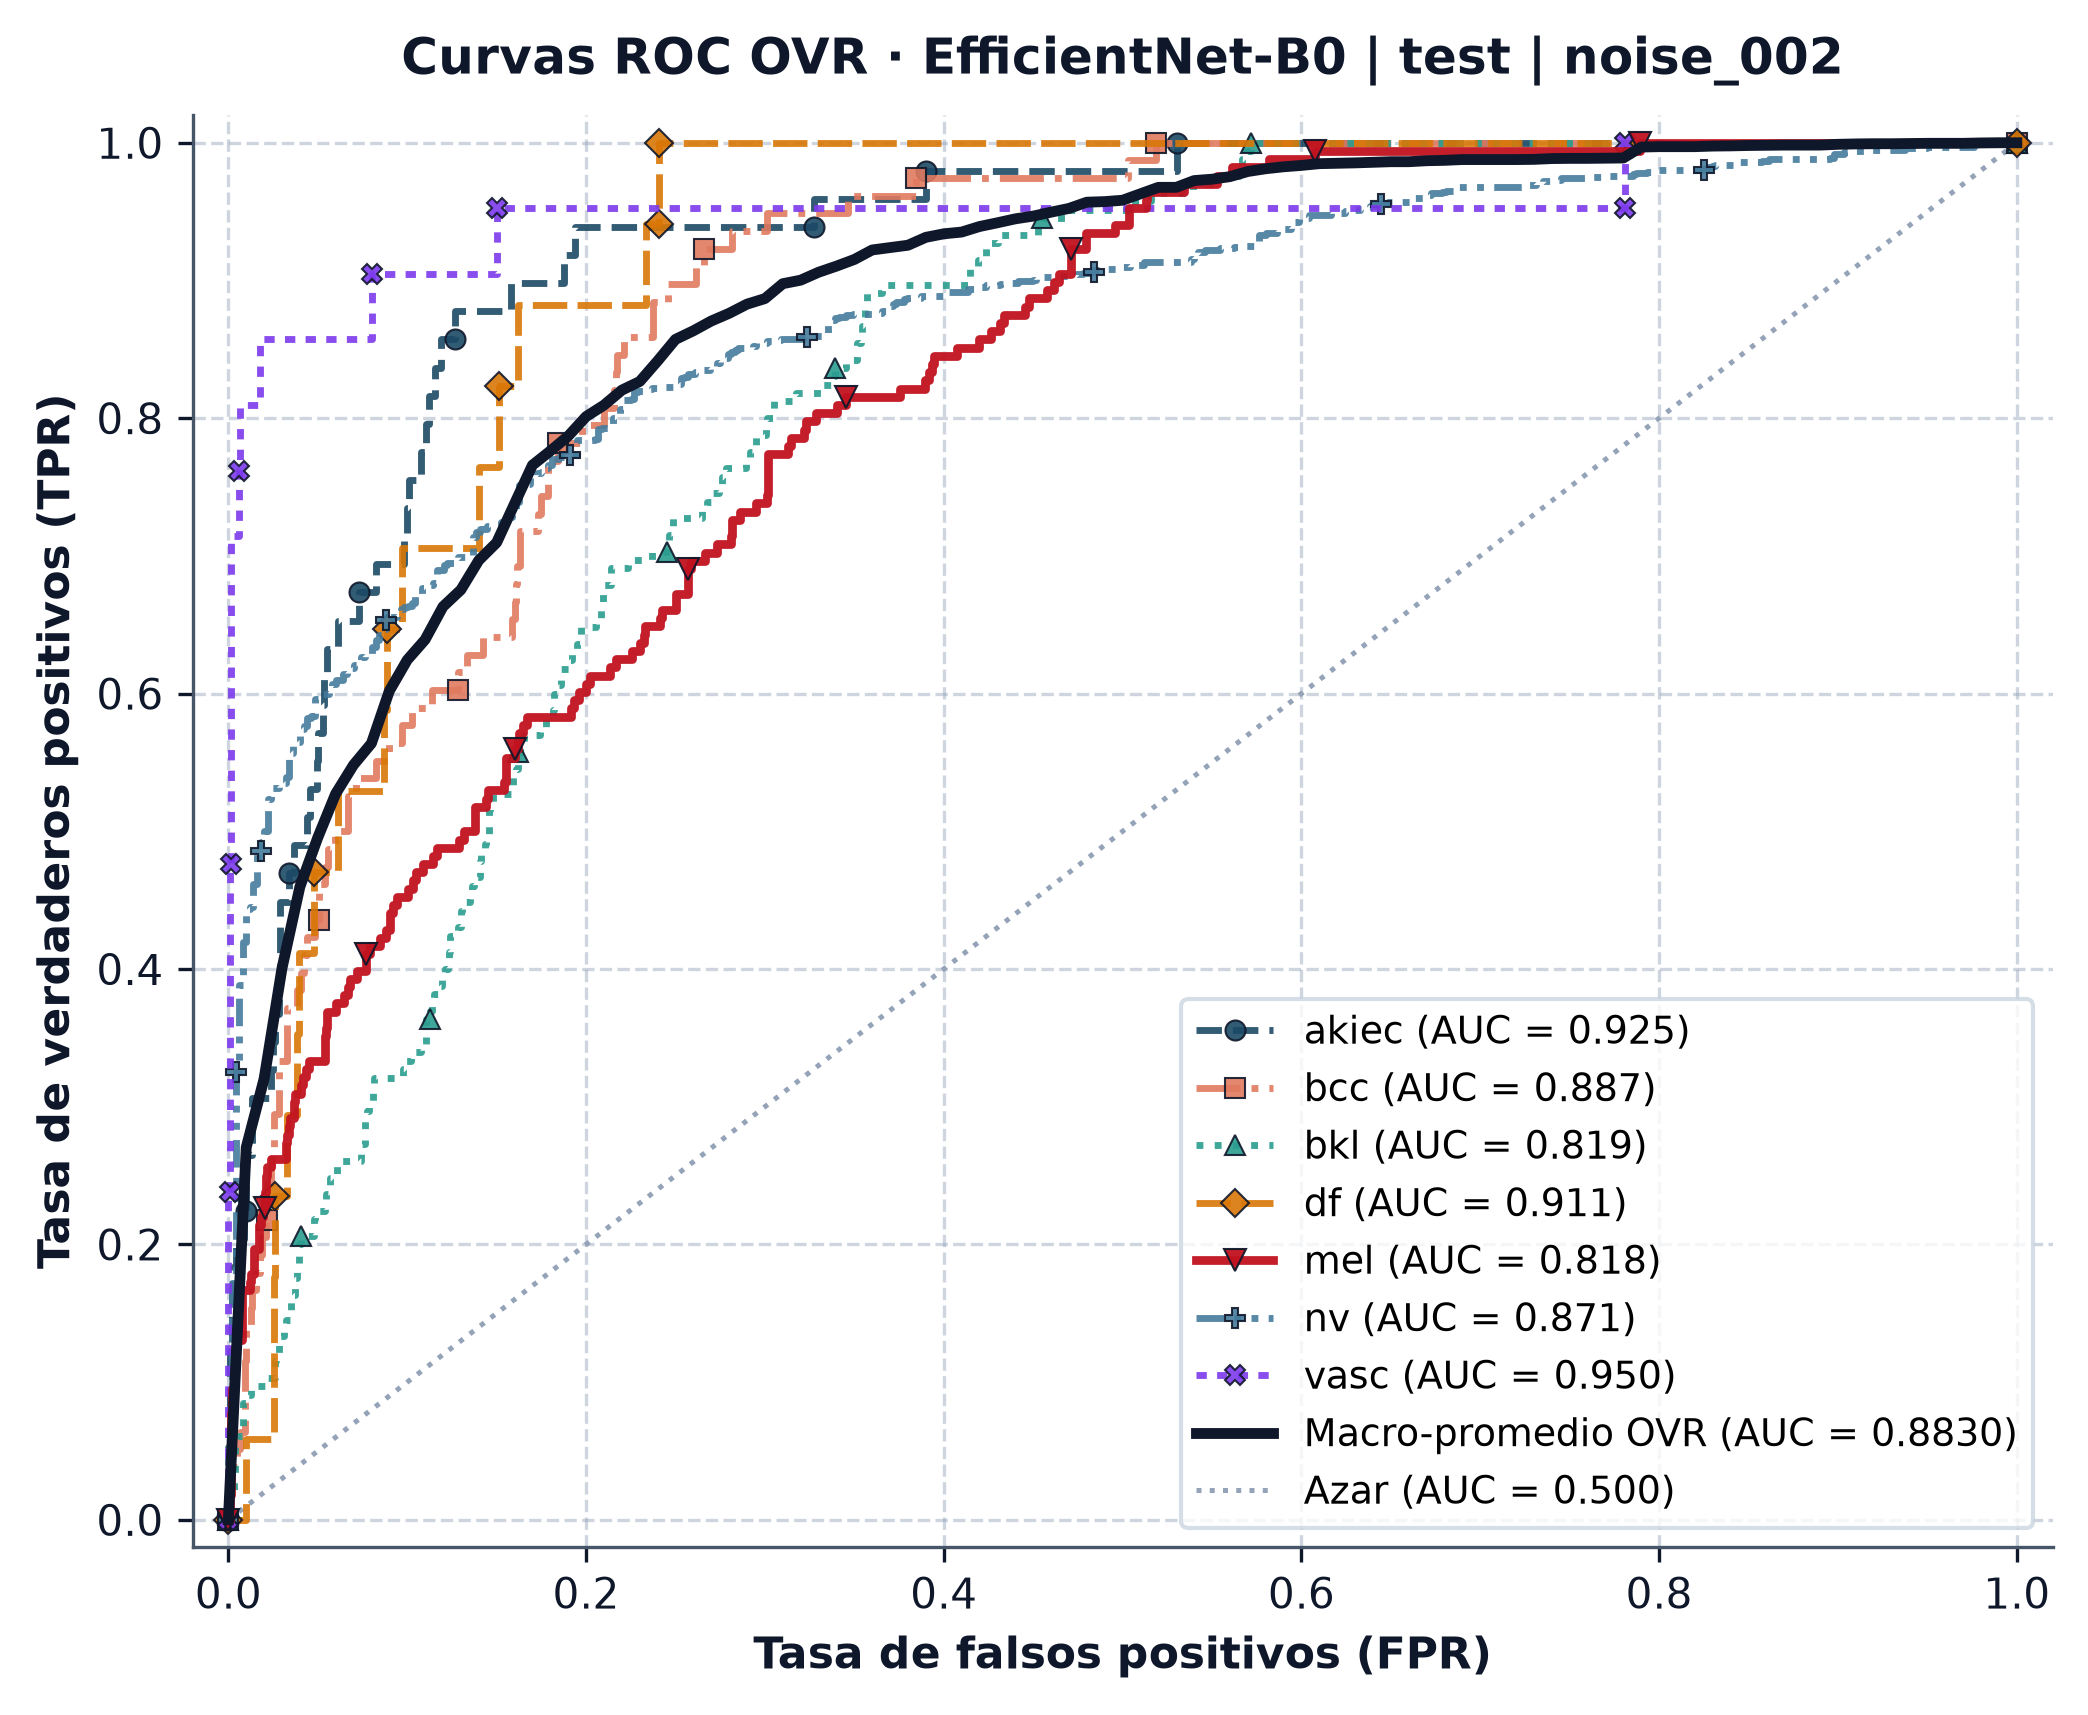 Curvas ROC OVR · EfficientNet-B0 | test | noise_002
Tasa de verdaderos positivos (TPR)
1.0
0.8
0.6
0.4
0.2
0.0
0.0 0.2 0.4 0.6 0.8 1.0
Tasa de falsos positivos (FPR)
akiec (AUC = 0.925)
bcc (AUC = 0.887)
bkl (AUC = 0.819)
df (AUC = 0.911)
mel (AUC = 0.818)
nv (AUC = 0.871)
vasc (AUC = 0.950)
Macro-promedio OVR (AUC = 0.8830)
Azar (AUC = 0.500)